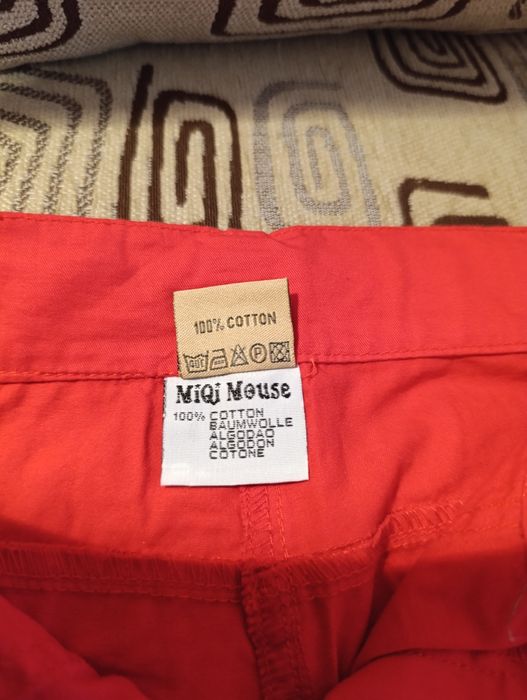 100% COTTON
MiQi Mouse
100% COTTON
BAUMWOLLE
ALGODAO
ALGODON
COTONE